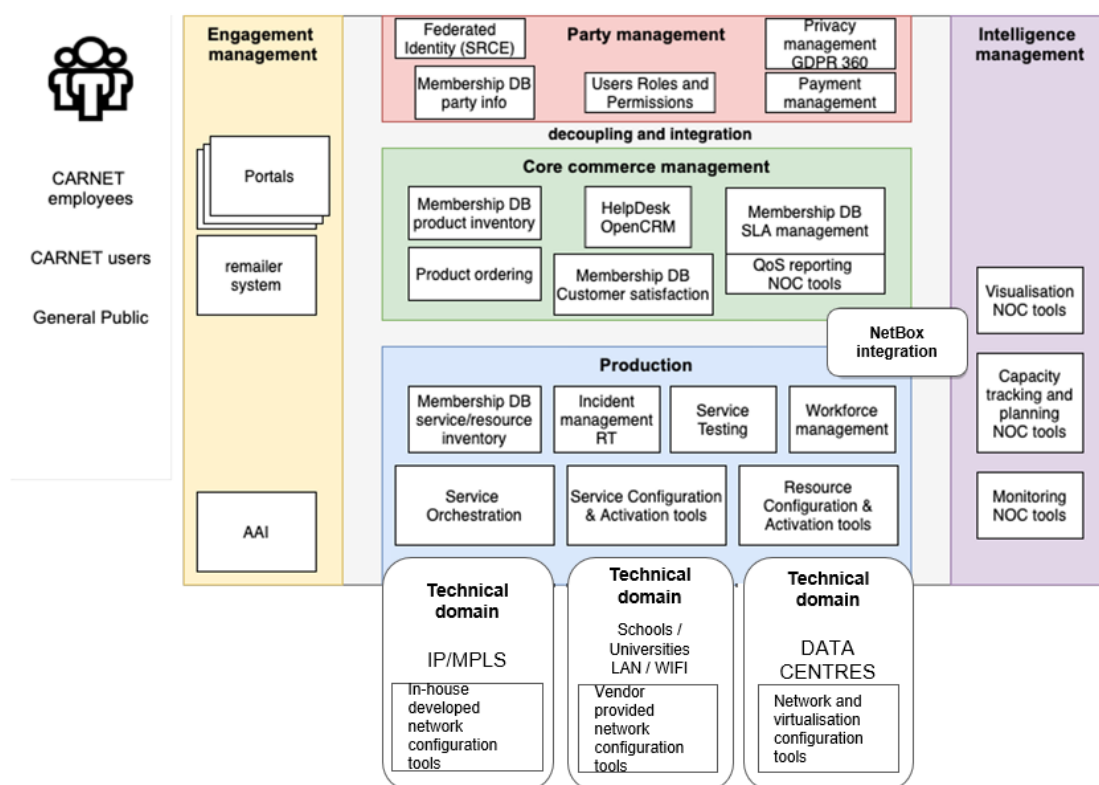 CARNET
employees
CARNET users
General Public
Engagement
management
Portals
remailer
system
AAI
Party management
Federated
Identity (SRCE)
Privacy
management
GDPR 360
Membership DB
party info
Users Roles and
Permissions
Payment
management
decoupling and integration
Core commerce management
Membership DB
product inventory
HelpDesk
OpenCRM
Membership DB
SLA management
Product ordering
Membership DB
Customer satisfaction
QoS reporting
NOC tools
NetBox
integration
Production
Membership DB
service/resource
inventory
Incident
management
RT
Service
Testing
Workforce
management
Service
Orchestration
Service Configuration
& Activation tools
Resource
Configuration &
Activation tools
Intelligence
management
Visualisation
NOC tools
Capacity
tracking and
planning
NOC tools
Monitoring
NOC tools
Technical
domain
IP/MPLS
In-house
developed
network
configuration
tools
Technical
domain
Schools /
Universities
LAN / WIFI
Vendor
provided
network
configuration
tools
Technical
domain
DATA
CENTRES
Network and
virtualisation
configuration
tools